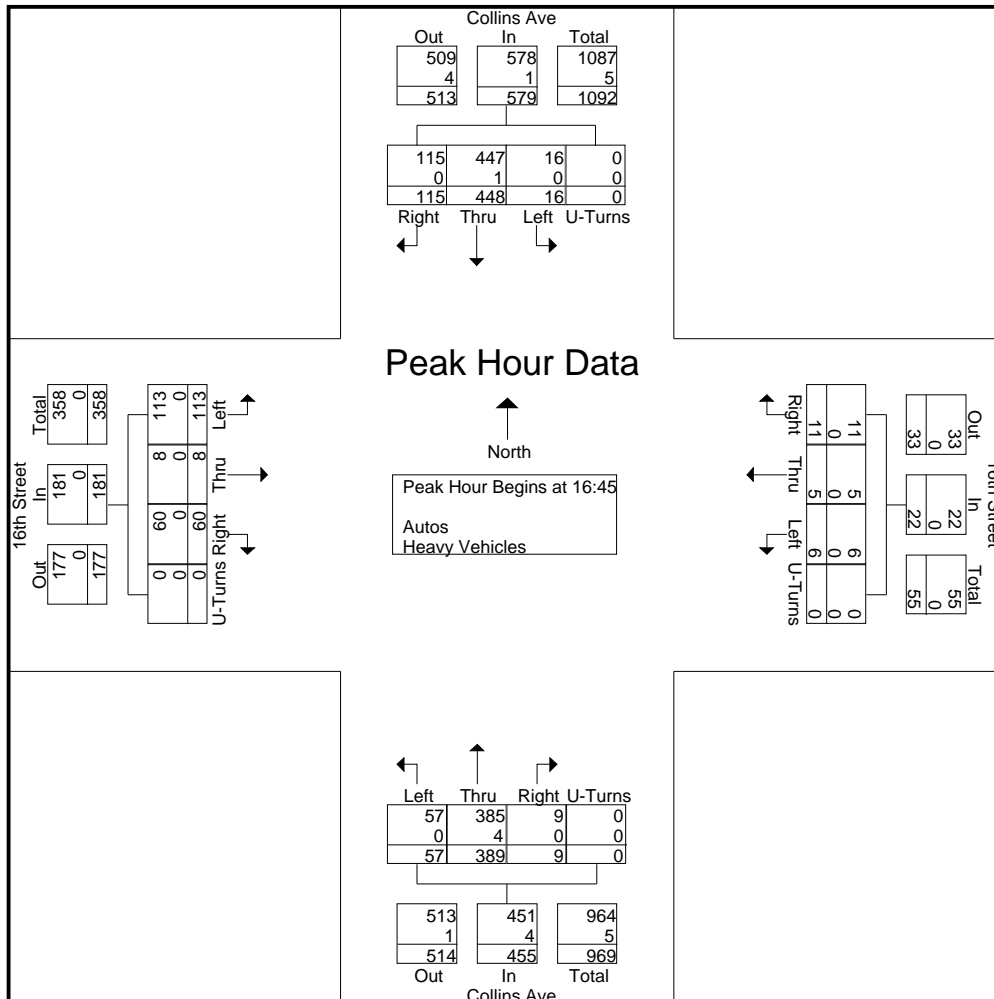 Collins Ave
Out In Total
509 578 1087
4 1 5
513 579 1092
115 447 16 0
0 1 0 0
115 448 16 0
Right Thru Left U-Turns
Peak Hour Data
North
Peak Hour Begins at 16:45
Autos
Heavy Vehicles
16th Street
Out In Total
177 181 358
0 0 0
177 181 358
U-Turns Right Thru Left
0 60 8 113
0 0 0 0
0 60 8 113
Right Thru Left U-Turns
11 5 6 0
0 0 0 0
11 5 6 0
Out In Total
33 22 55
0 0 0
33 22 55
Street
Left Thru Right U-Turns
57 385 9 0
0 4 0 0
57 389 9 0
513 451 964
1 4 5
514 455 969
Out In Total
Collins Ave